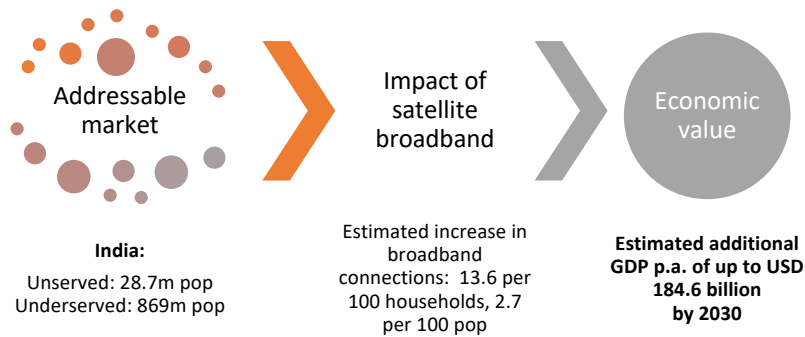 Addressable
market
Impact of
satellite
broadband
Economic
value
India:
Unserved: 28.7m pop
Underserved: 869m pop
Estimated increase in
broadband
connections:  13.6 per
100 households, 2.7
per 100 pop
Estimated additional
GDP p.a. of up to USD
184.6 billion
by 2030